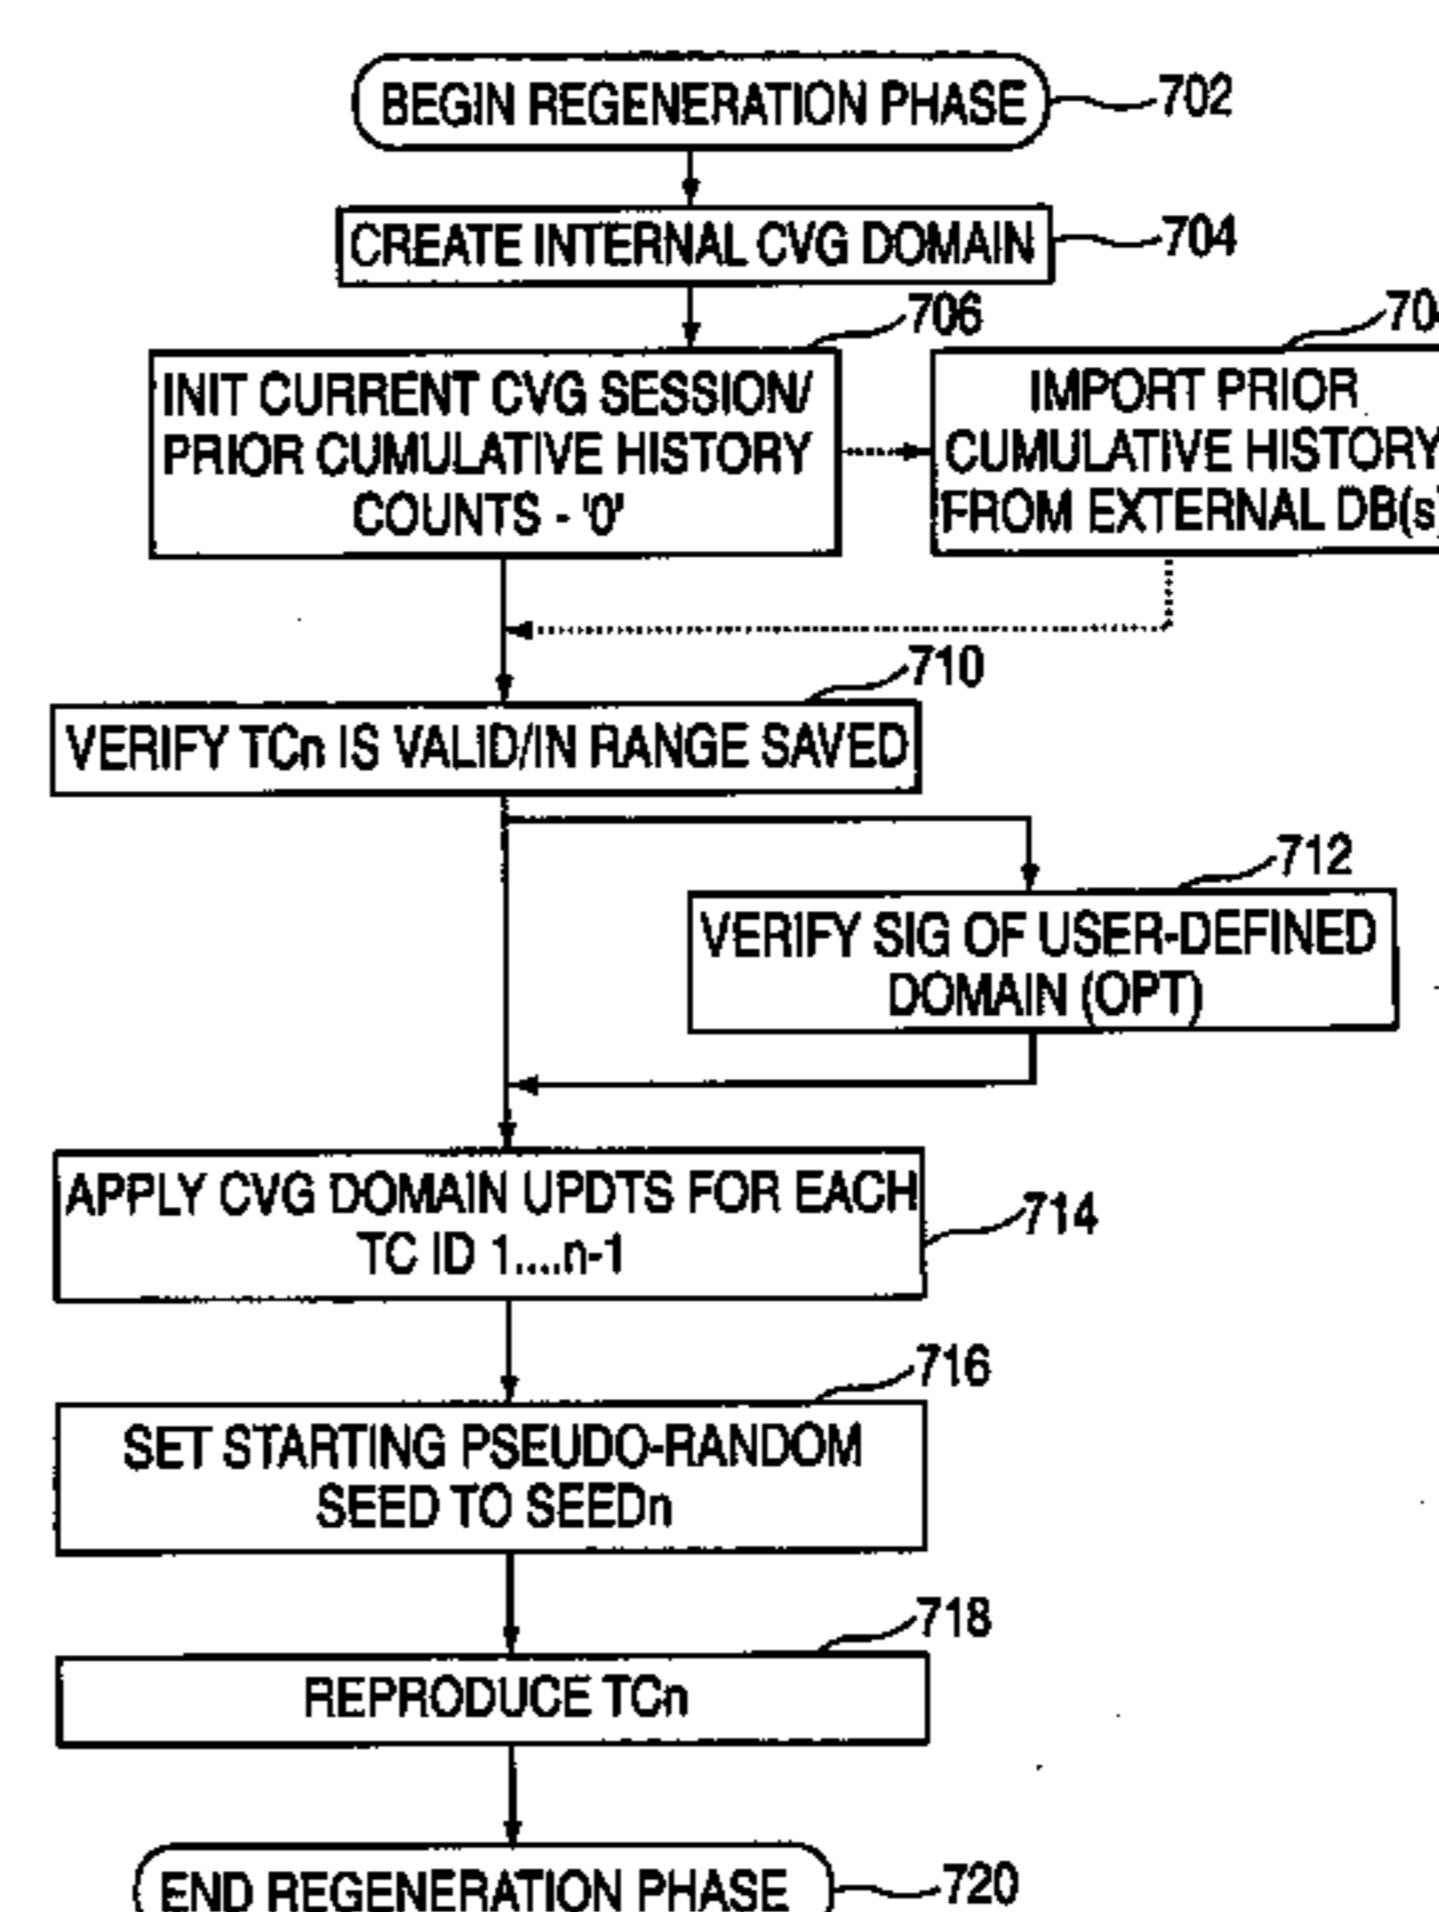 BEGIN REGENERATION PHASE
702
CREATE INTERNAL CVG DOMAIN
704
706
INIT CURRENT CVG SESSION/
PRIOR CUMULATIVE HISTORY
COUNTS - '0'
IMPORT PRIOR
CUMULATIVE HISTORY
FROM EXTERNAL DB(s)
710
VERIFY TCn IS VALID/IN RANGE SAVED
712
VERIFY SIG OF USER-DEFINED
DOMAIN (OPT)
APPLY CVG DOMAIN UPDTS FOR EACH
TC ID 1....n-1
714
716
SET STARTING PSEUDO-RANDOM
SEED TO SEEDn
718
REPRODUCE TCn
END REGENERATION PHASE
720